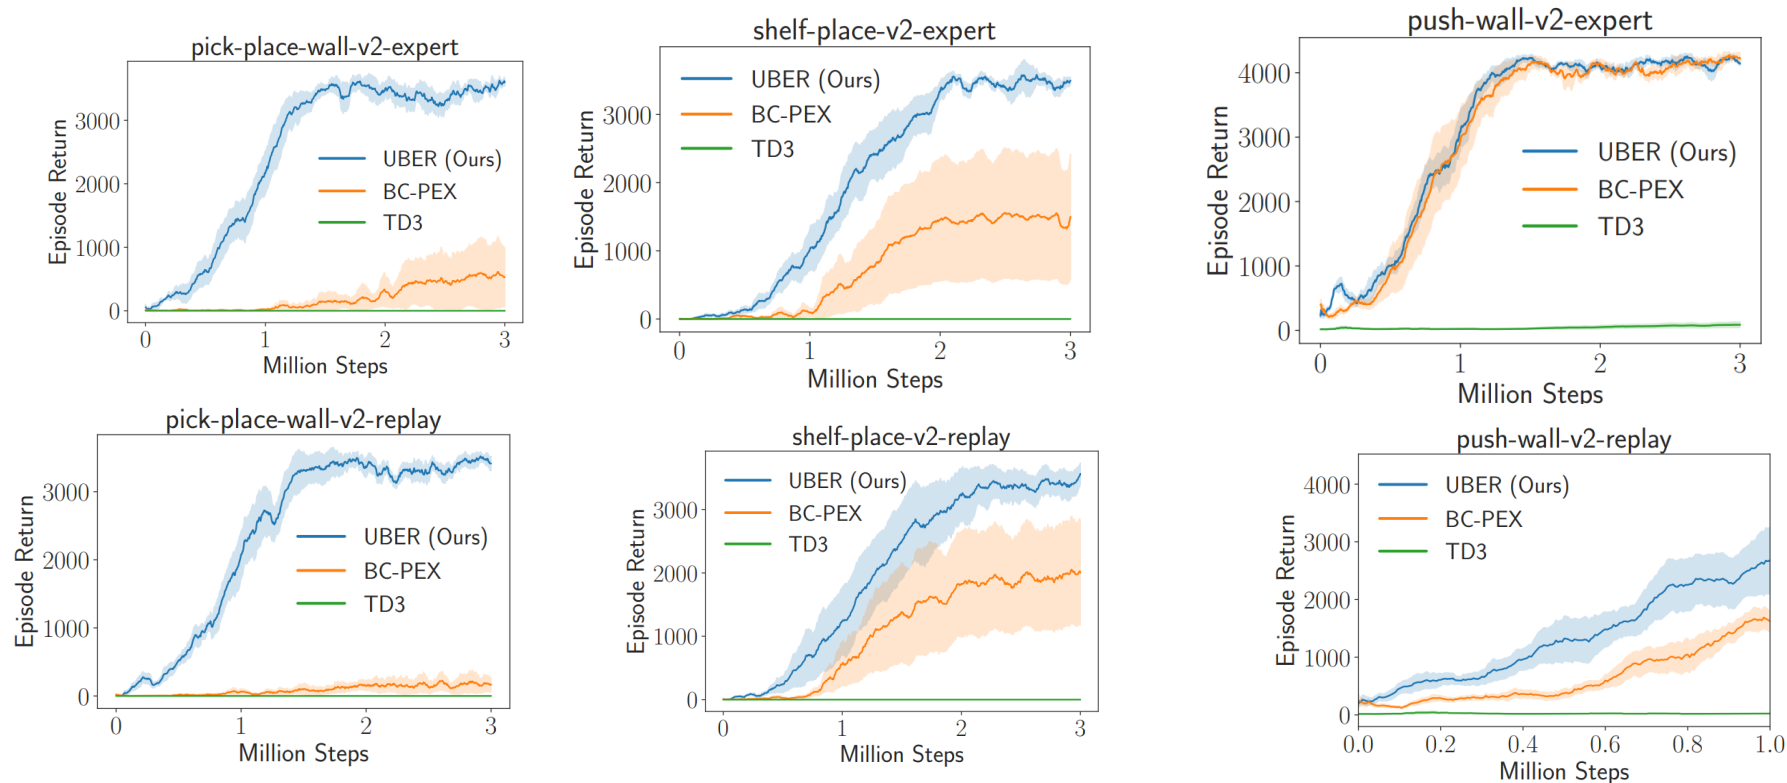 pick-place-wall-v2-expert
Episode Return
3000
2000
1000
0
UBER (Ours)
BC-PEX
TD3
0 1 2 3
Million Steps
shelf-place-v2-expert
Episode Return
3000
2000
1000
0
UBER (Ours)
BC-PEX
TD3
0 1 2 3
Million Steps
push-wall-v2-expert
Episode Return
4000
3000
2000
1000
0
UBER (Ours)
BC-PEX
TD3
0 1 2 3
Million Steps
pick-place-wall-v2-replay
Episode Return
3000
2000
1000
0
UBER (Ours)
BC-PEX
TD3
0 1 2 3
Million Steps
shelf-place-v2-replay
Episode Return
3000
2000
1000
0
UBER (Ours)
BC-PEX
TD3
0 1 2 3
Million Steps
push-wall-v2-replay
Episode Return
4000
3000
2000
1000
0
UBER (Ours)
BC-PEX
TD3
0.0 0.2 0.4 0.6 0.8 1.0
Million Steps